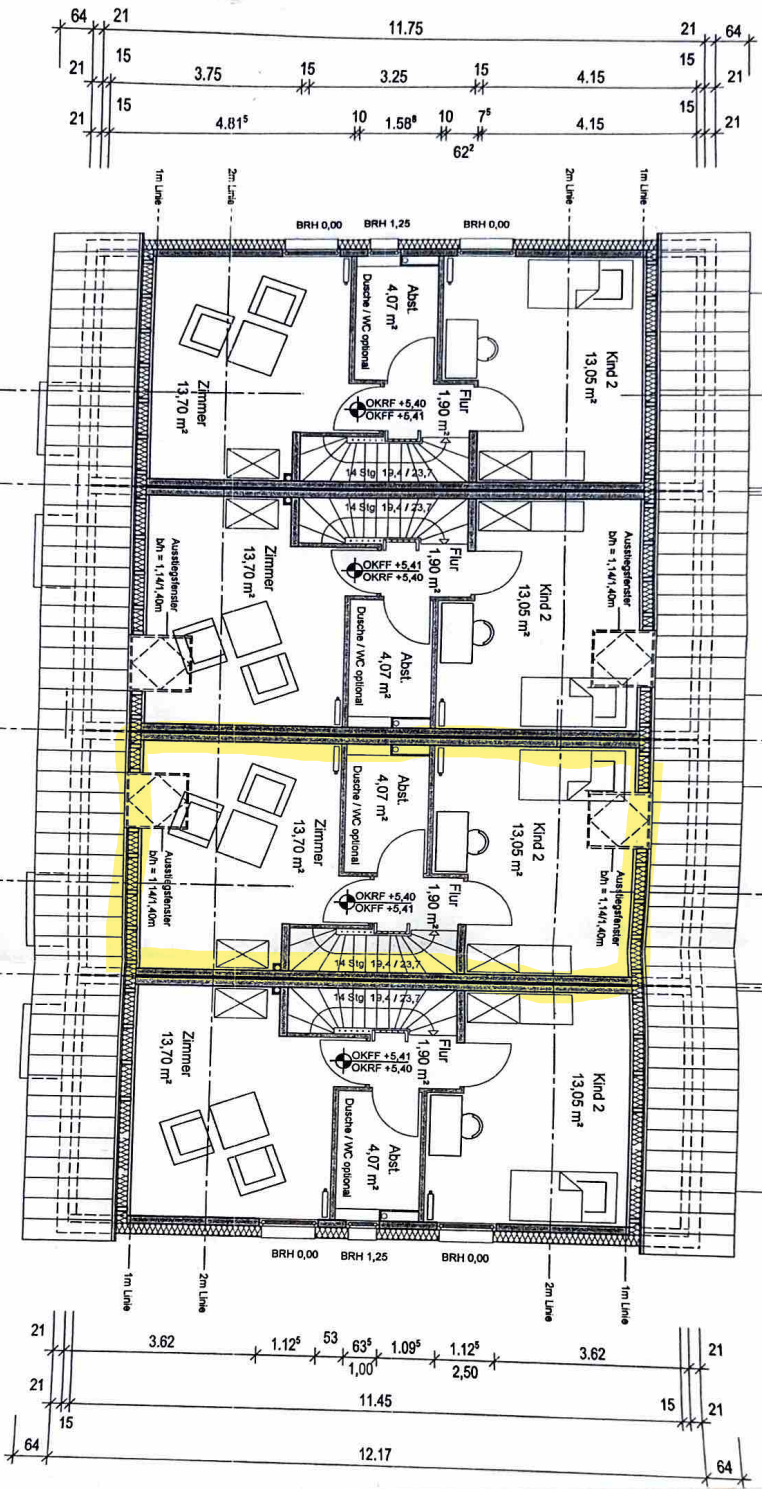 64 21 11.75 21 64
21 15 3.75 15 3.25 15 4.15 15 21
21 15 4.81⁵ 10 1.58⁸ 10 7⁵ 4.15 15 21
62²
1m Linie
2m Linie
2m Linie
1m Linie
BRH 0,00 BRH 1,25 BRH 0,00
Zimmer
13,70 m²
Abst.
4,07 m²
Dusche / WC optional
Kind 2
13,05 m²
Flur
1,90 m²
OKRF +5,40
OKFF +5,41
14 Stg 19,4 / 23,7
14 Stg 19,4 / 23,7
OKFF +5,41
OKRF +5,40
Flur
1,90 m²
Zimmer
13,70 m²
Kind 2
13,05 m²
Ausstiegsfenster
b/h = 1,14/1,40m
Ausstiegsfenster
b/h = 1,14/1,40m
Abst.
4,07 m²
Dusche / WC optional
Abst.
4,07 m²
Dusche / WC optional
Zimmer
13,70 m²
Kind 2
13,05 m²
Ausstiegsfenster
b/h = 1,14/1,40m
Ausstiegsfenster
b/h = 1,14/1,40m
Flur
1,90 m²
OKRF +5,40
OKFF +5,41
14 Stg 19,4 / 23,7
14 Stg 19,4 / 23,7
OKFF +5,41
OKRF +5,40
Flur
1,90 m²
Zimmer
13,70 m²
Kind 2
13,05 m²
Abst.
4,07 m²
Dusche / WC optional
BRH 0,00 BRH 1,25 BRH 0,00
1m Linie
2m Linie
2m Linie
1m Linie
21 3.62 1.12⁵ 53 63⁵ 1.09⁵ 1.12⁵ 3.62 21
1,00 2,50
21 15 11.45 15 21
64 12.17 64